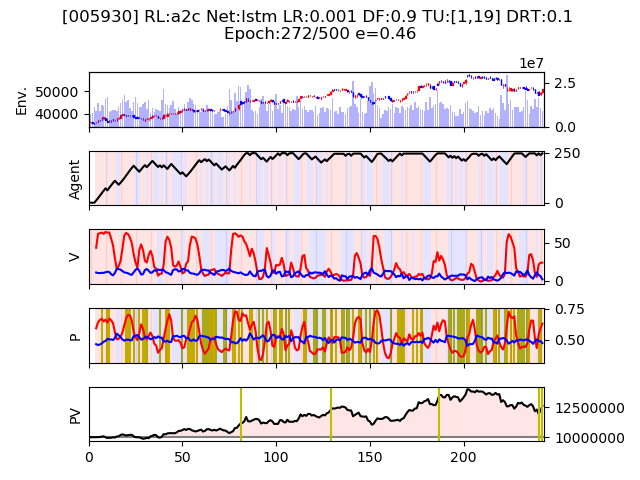 [005930] RL:a2c Net:lstm LR:0.001 DF:0.9 TU:[1,19] DRT:0.1
Epoch:272/500 e=0.46
1e7
Env.
50000
40000
2.5
0.0
Agent
250
0
V
50
0
P
0.75
0.50
PV
12500000
10000000
0
50
100
150
200